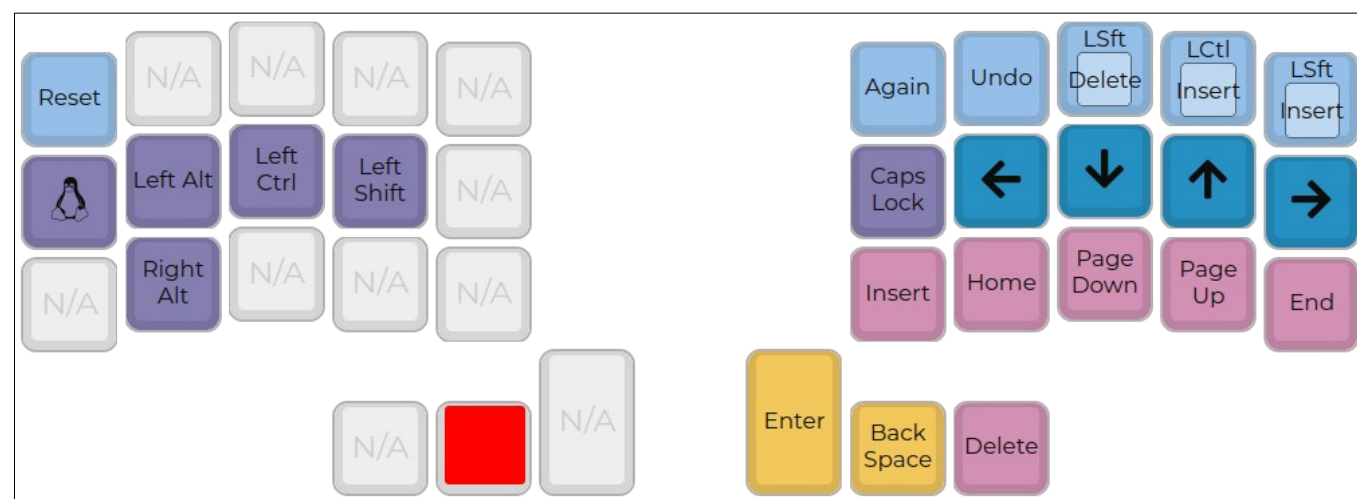 Reset
N/A
N/A
N/A
N/A
Again
Undo
LSft
Delete
LCtl
Insert
LSft
Insert
Left Alt
Left
Ctrl
Left
Shift
N/A
Caps
Lock
N/A
Right
Alt
N/A
N/A
N/A
Insert
Home
Page
Down
Page
Up
End
N/A
N/A
Enter
Back
Space
Delete